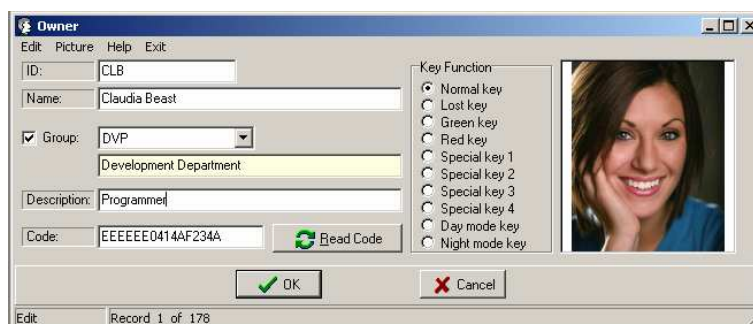 Owner
Edit Picture Help Exit
ID: CLB
Name: Claudia Beast
Group: DVP
Development Department
Description: Programmer
Code: EEEEEE0414AF234A Read Code
Key Function
Normal key
Lost key
Green key
Red key
Special key 1
Special key 2
Special key 3
Special key 4
Day mode key
Night mode key
OK Cancel
Edit Record 1 of 178